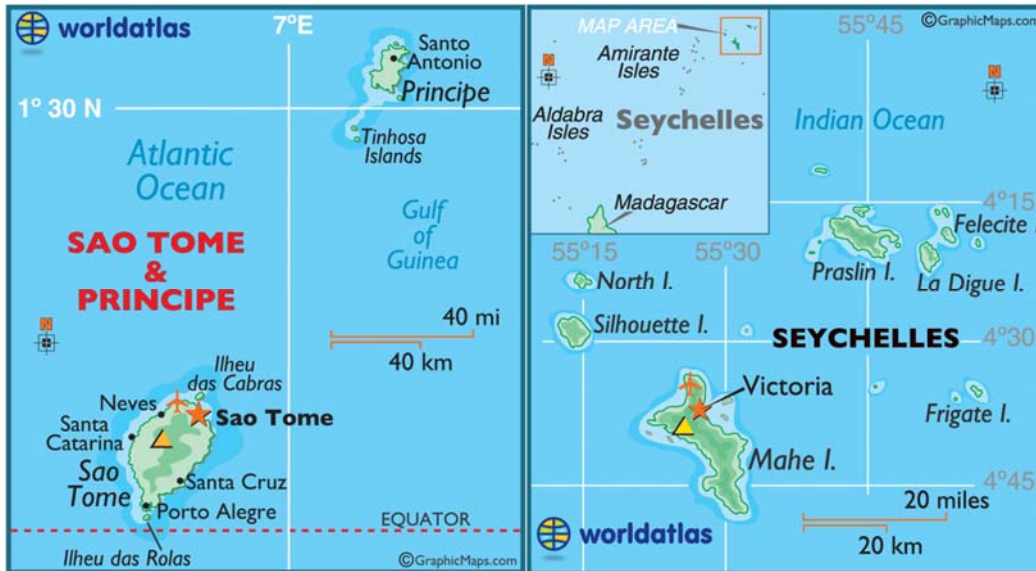 worldatlas
7ºE
Santo
Antonio
Principe
1º 30 N
Tinhosa
Islands
Atlantic
Ocean
Gulf
of
Guinea
SAO TOME
&
PRINCIPE
N
40 mi
40 km
Ilheu
das Cabras
Neves
Sao Tome
Santa
Catarina
Sao
Tome
Santa Cruz
Porto Alegre
EQUATOR
Ilheu das Rolas
©GraphicMaps.com
MAP AREA
Amirante
Isles
N
Aldabra
Isles
Seychelles
Madagascar
©GraphicMaps.com
55º45
N
Indian Ocean
4º15
Felecite I.
55º15
55º30
Praslin I.
La Digue I.
North I.
Silhouette I.
4º30
SEYCHELLES
Victoria
Frigate I.
Mahe I.
4º45
20 miles
20 km
worldatlas